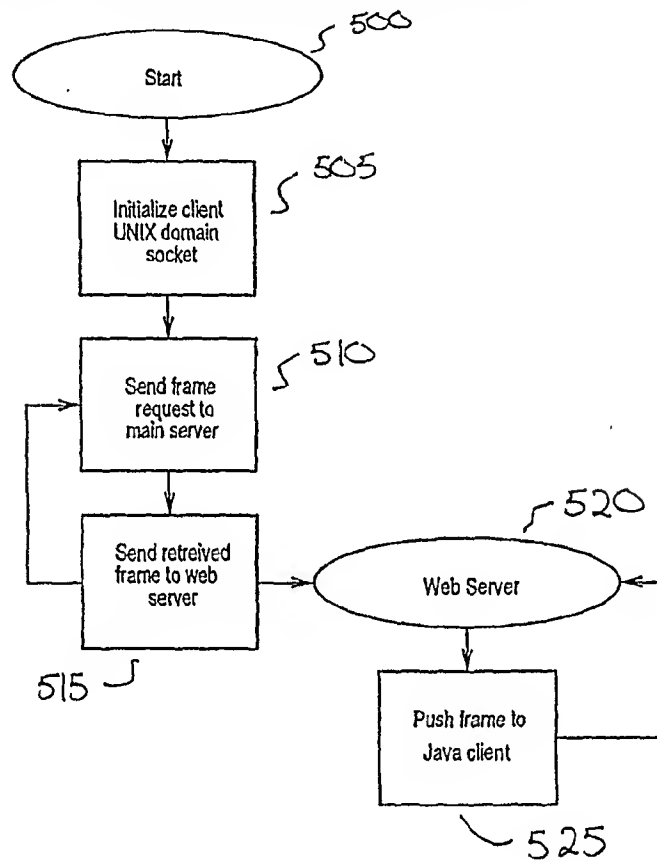 500
Start
505
Initialize client
UNIX domain
socket
510
Send frame
request to
main server
520
Send retreived
frame to web
server
Web Server
515
Push frame to
Java client
525